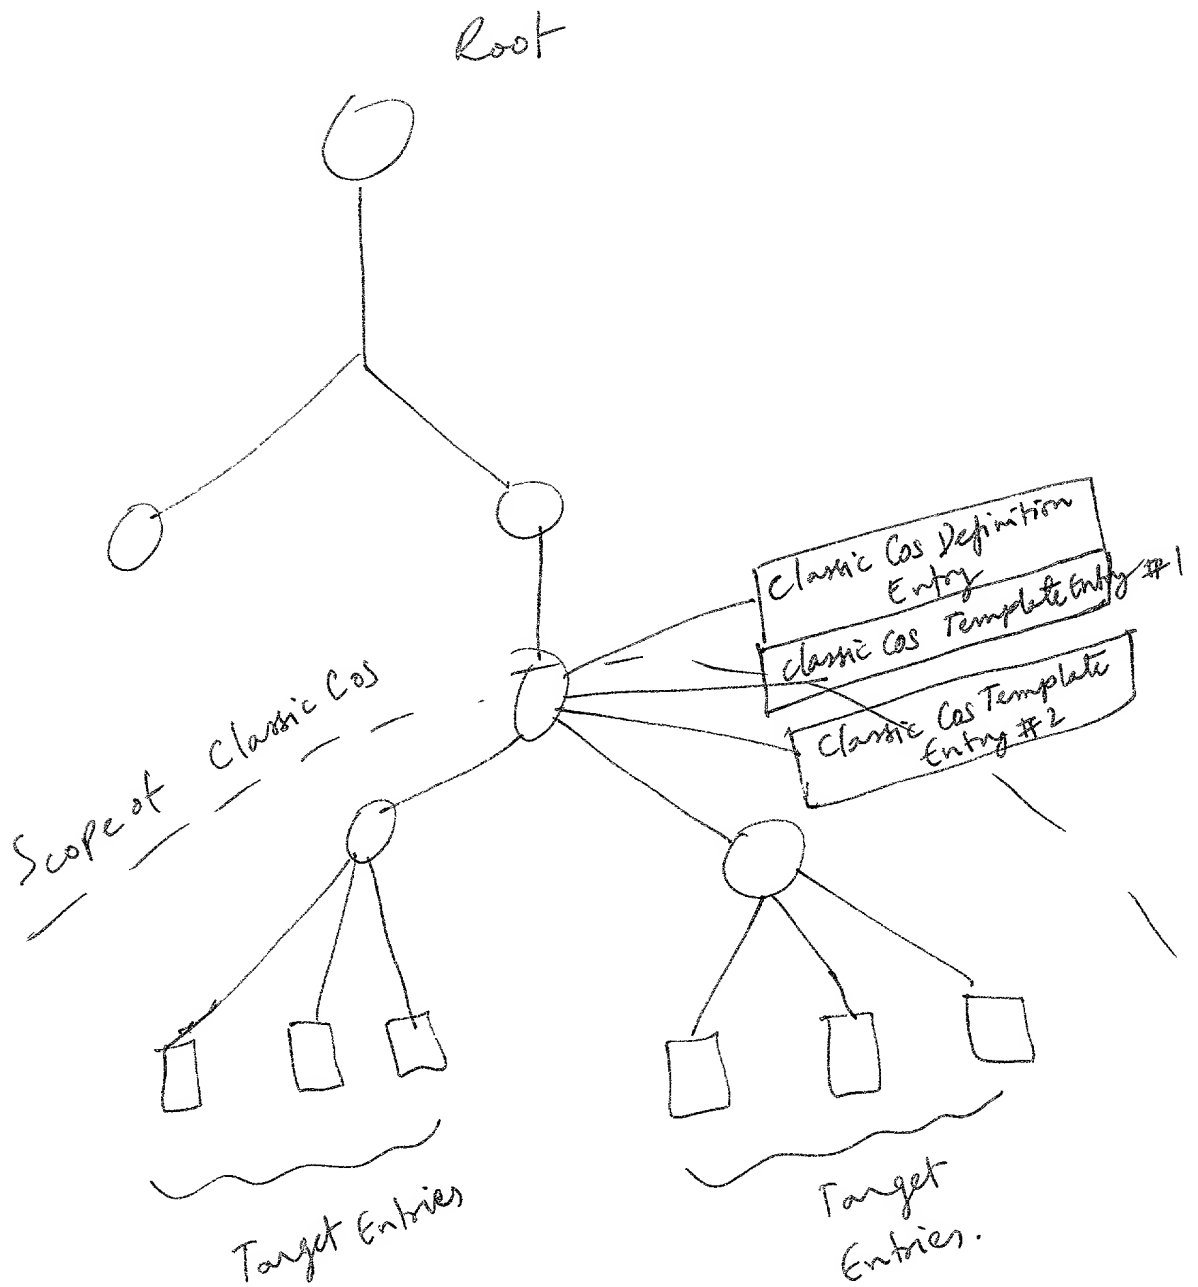 Root
Classic Cos Definition
Entry
Classic Cos Template Entry #1
Classic Cos Template
Entry #2
Scope of Classic Cos
Target Entries
Target
Entries.